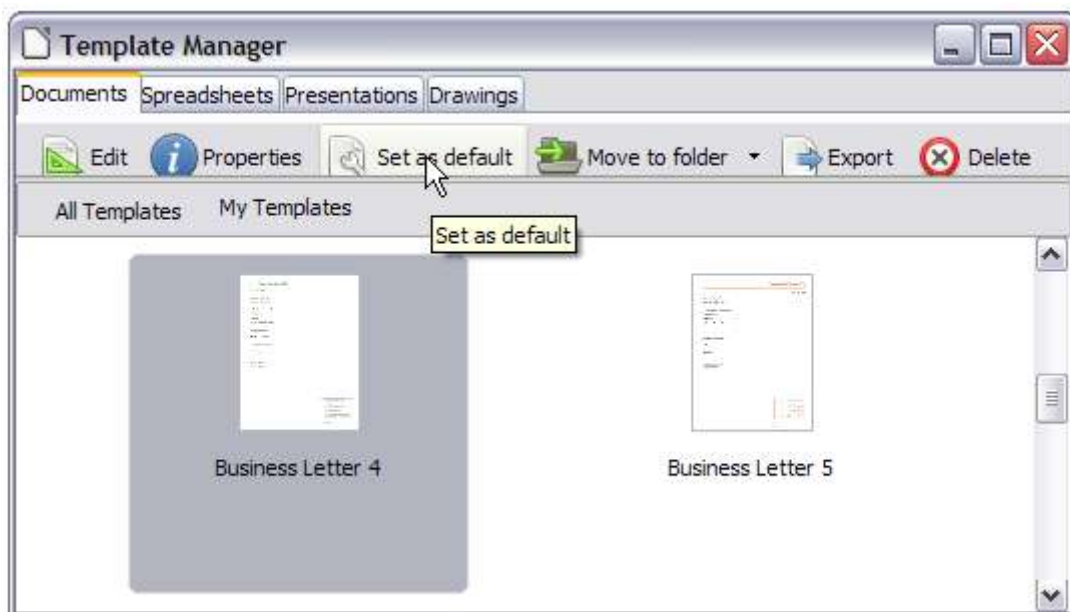 Template Manager
Documents Spreadsheets Presentations Drawings
Edit Properties Set as default Move to folder Export Delete
All Templates My Templates
Set as default
Business Letter 4 Business Letter 5